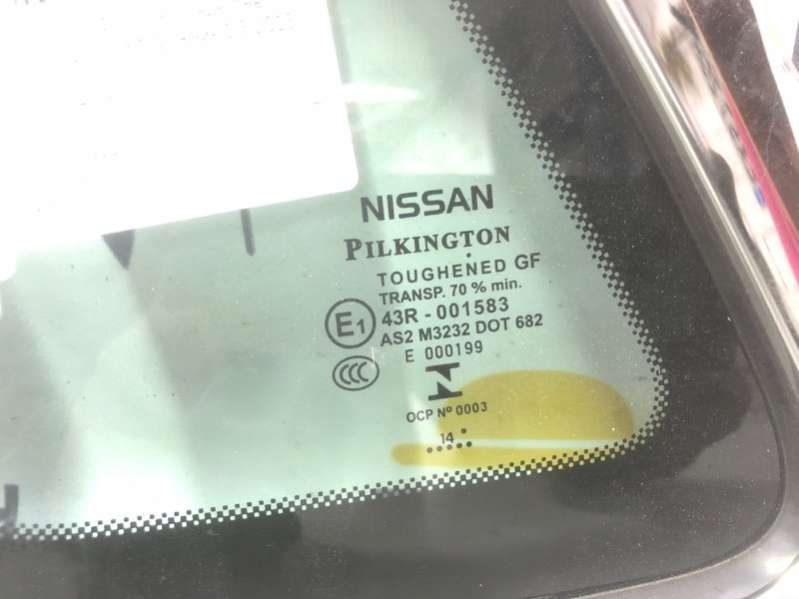 NISSAN
PILKINGTON
TOUGHENED GF
TRANSP. 70 % min.
E1 43R - 001583
AS2 M3232 DOT 682
E 000199
CCC
OCP Nº 0003
14